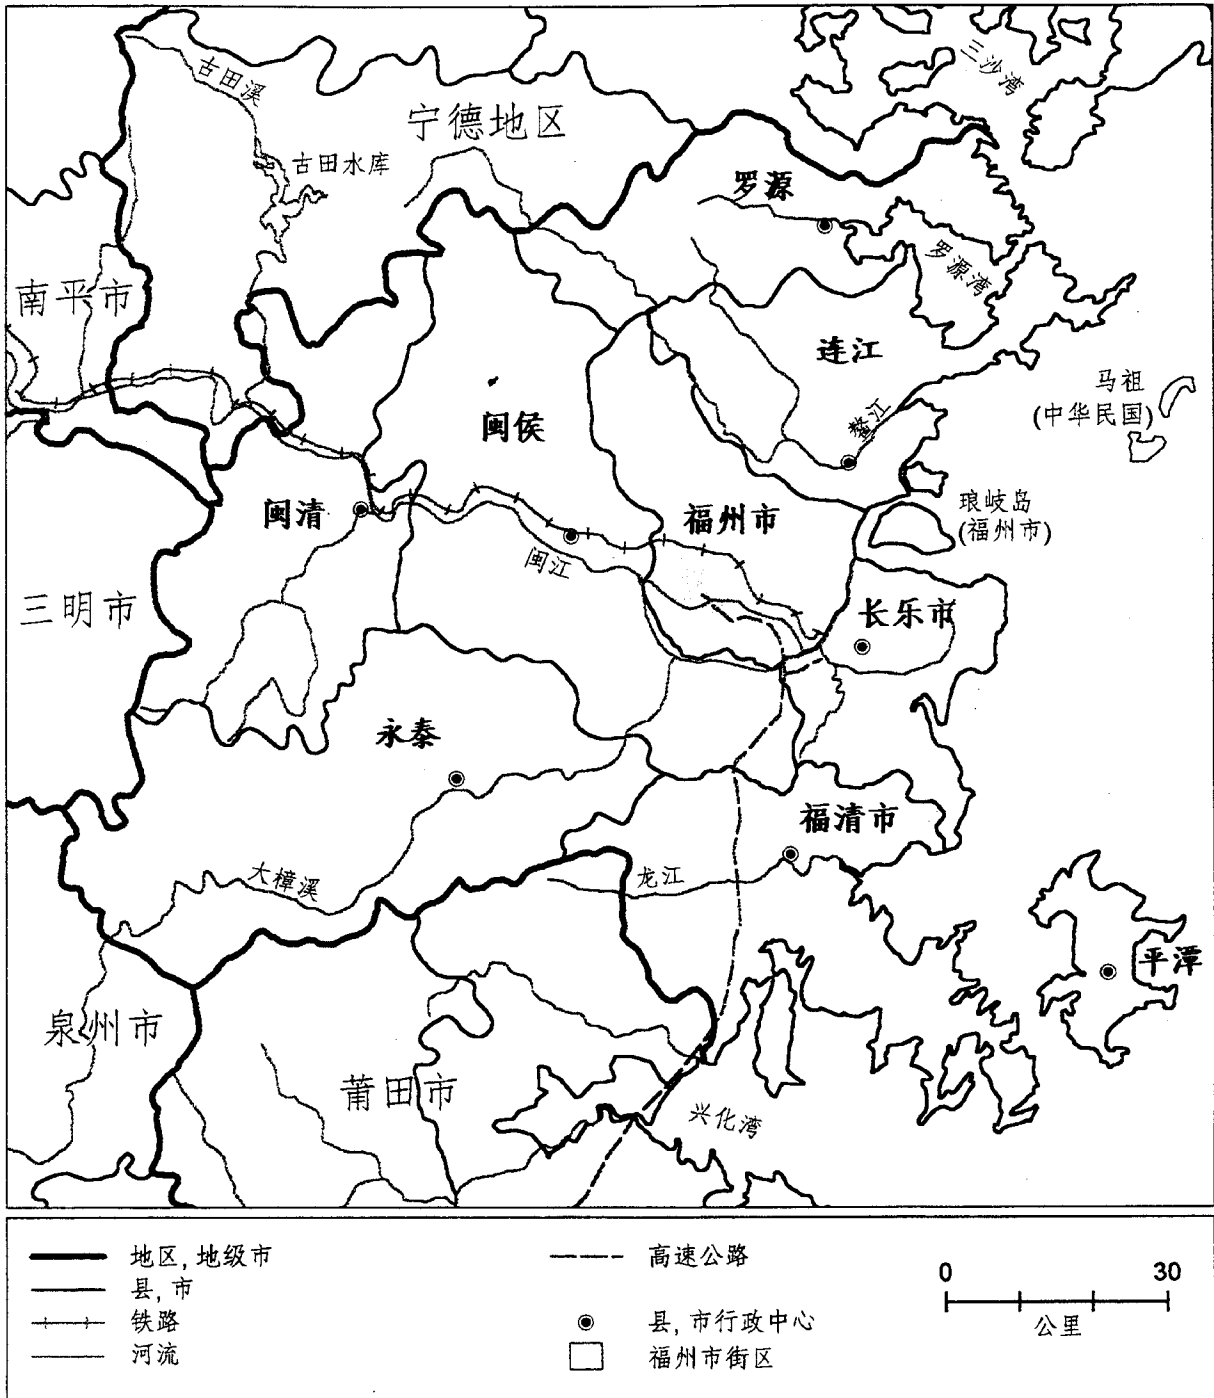 三沙湾
古田溪
宁德地区
古田水库
罗源
罗源湾
南平市
连江
马祖
(中华民国)
闽侯
鳌江
闽清
福州市
琅岐岛
(福州市)
闽江
三明市
长乐市
永泰
福清市
大樟溪
龙江
平潭
泉州市
莆田市
兴化湾
地区, 地级市
县, 市
铁路
河流
高速公路
县, 市行政中心
福州市街区
0 30
公里